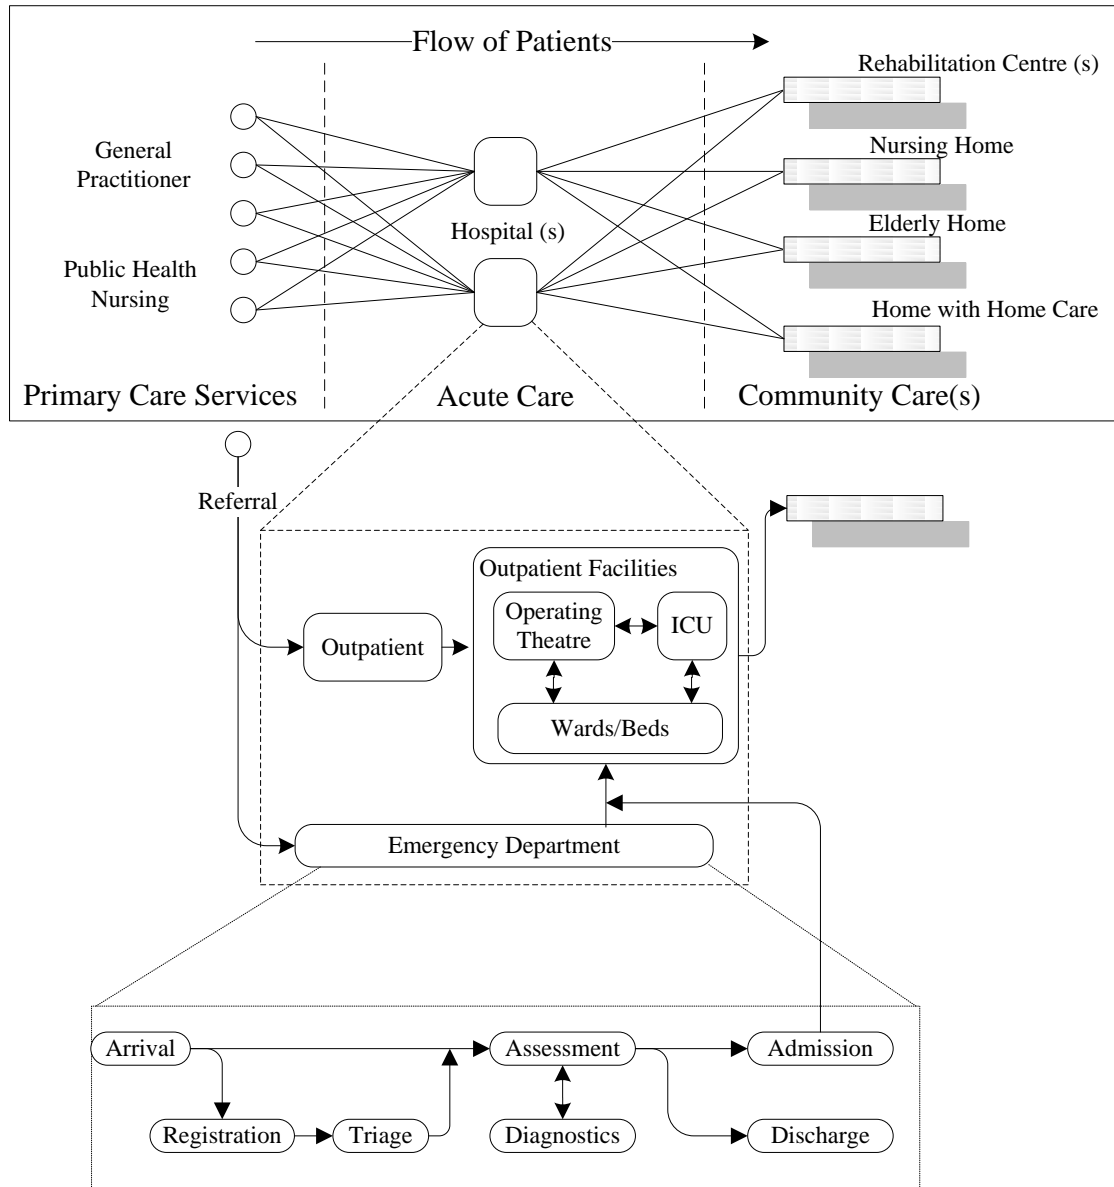 Flow of Patients
Rehabilitation Centre (s)
General
Practitioner
Nursing Home
Hospital (s)
Elderly Home
Public Health
Nursing
Home with Home Care
Primary Care Services
Acute Care
Community Care(s)
Referral
Outpatient Facilities
Operating
Theatre
ICU
Outpatient
Wards/Beds
Emergency Department
Arrival
Assessment
Admission
Registration
Triage
Diagnostics
Discharge